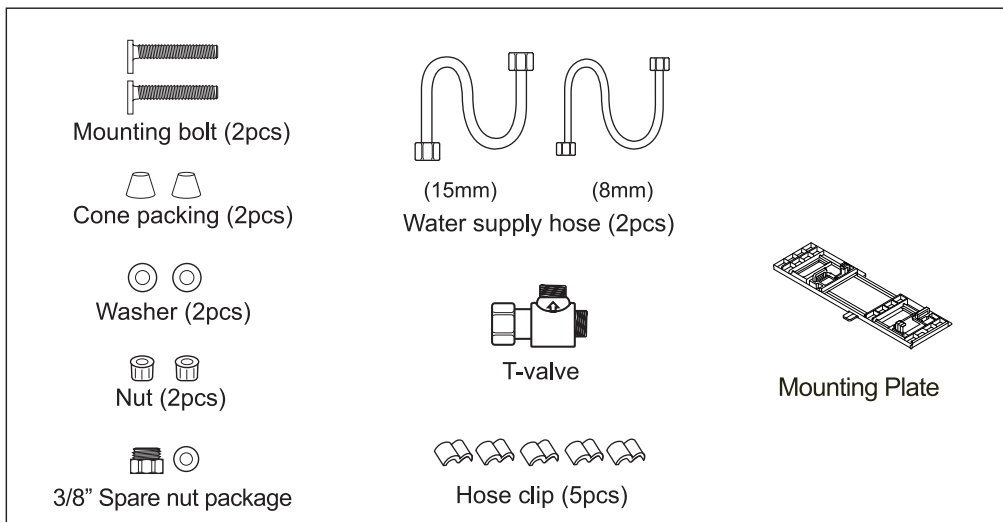 Mounting bolt (2pcs)
Cone packing (2pcs)
Washer (2pcs)
Nut (2pcs)
3/8” Spare nut package
(15mm) (8mm)
Water supply hose (2pcs)
T-valve
Hose clip (5pcs)
Mounting Plate